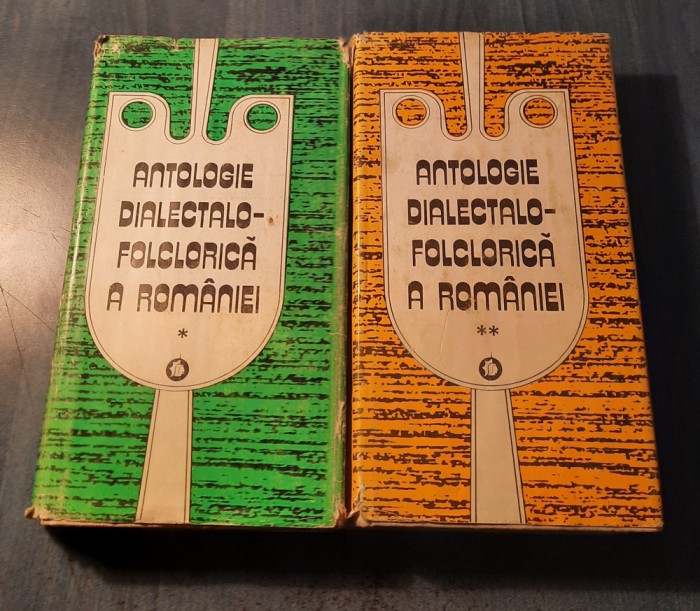 ANTOLOGIE
DIALECTALO-
FOLCLORICĂ
A ROMÂNIEI
*
ANTOLOGIE
DIALECTALO-
FOLCLORICĂ
A ROMÂNIEI
**